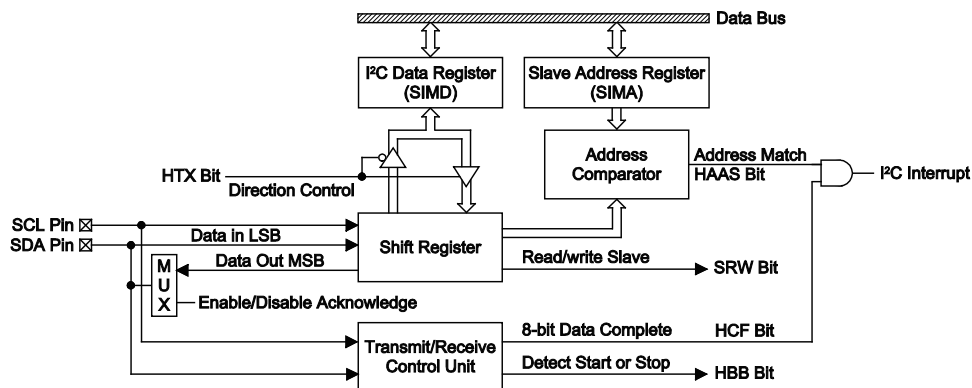 Data Bus
I²C Data Register
(SIMD)
Slave Address Register
(SIMA)
HTX Bit
Direction Control
Address
Comparator
Address Match
HAAS Bit
I²C Interrupt
SCL Pin
SDA Pin
Data in LSB
Shift Register
Data Out MSB
Read/write Slave
SRW Bit
M
U
X
Enable/Disable Acknowledge
Transmit/Receive
Control Unit
8-bit Data Complete
HCF Bit
Detect Start or Stop
HBB Bit